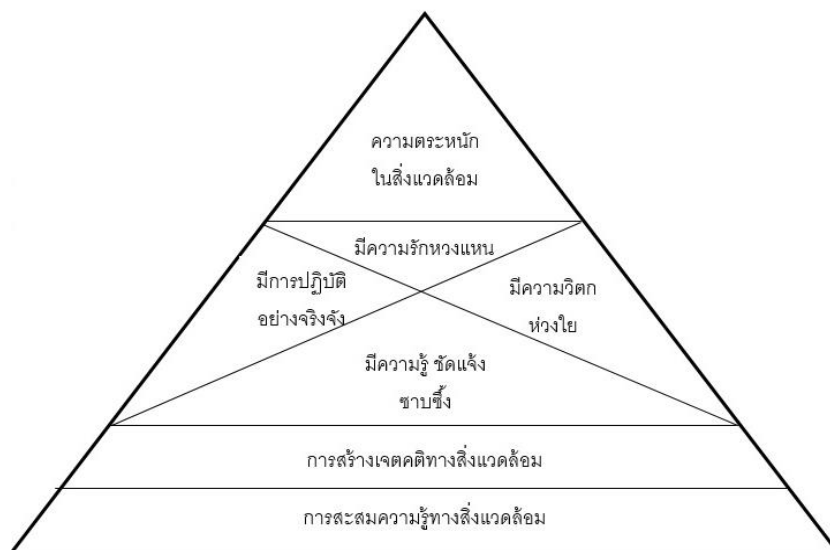 ความตระหนัก
ในสิ่งแวดล้อม
มีความรักหวงแหน
มีการปฏิบัติ
อย่างจริงจัง
มีความวิตก
ห่วงใย
มีความรู้ ชัดแจ้ง
ซาบซึ้ง
การสร้างเจตคติทางสิ่งแวดล้อม
การสะสมความรู้ทางสิ่งแวดล้อม